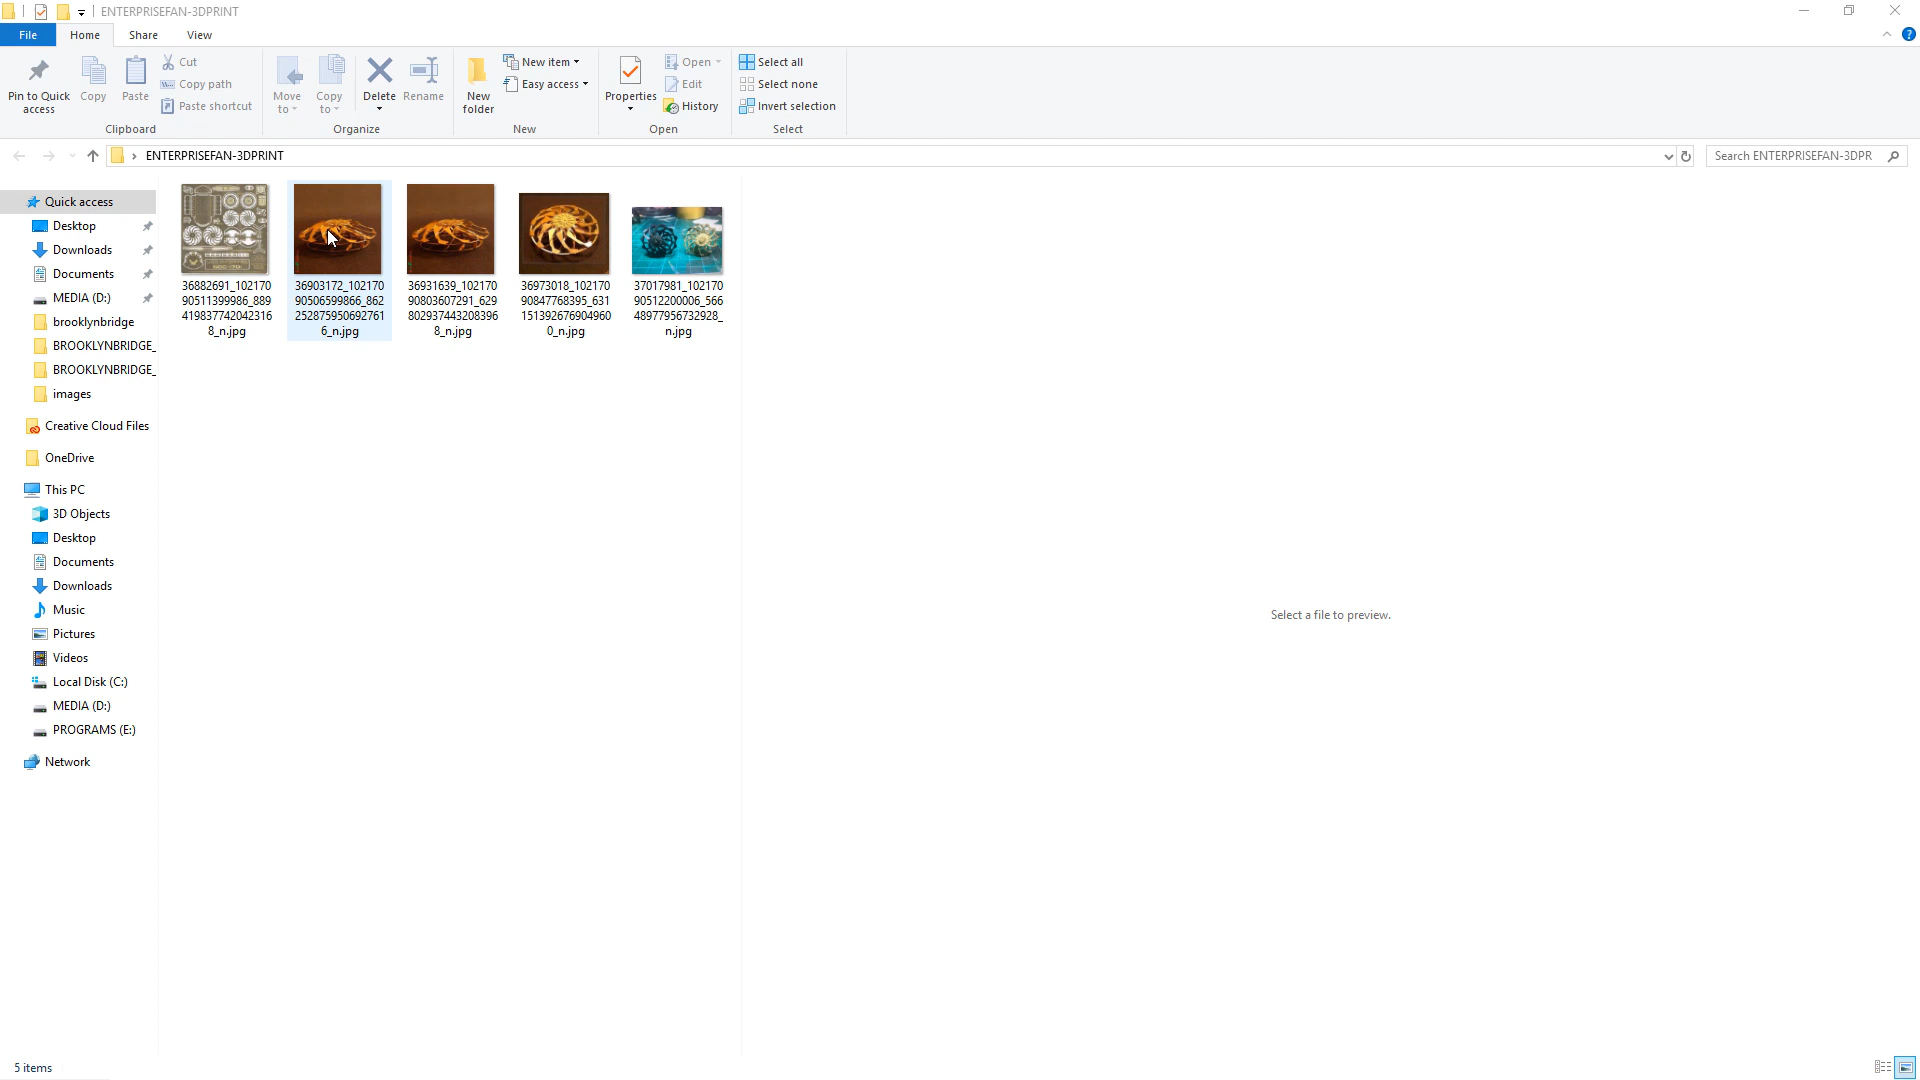 ENTERPRISEFAN-3DPRINT
File
Home
Share
View
Pin to Quick
access
Copy
Paste
Cut
Copy path
Paste shortcut
Clipboard
Move
to
Copy
to
Delete
Rename
Organize
New
folder
New item
Easy access
New
Properties
Open
Edit
History
Open
Select all
Select none
Invert selection
Select
ENTERPRISEFAN-3DPRINT
Search ENTERPRISEFAN-3DPR
Quick access
Desktop
Downloads
Documents
MEDIA (D:)
brooklynbridge
BROOKLYNBRIDGE_
BROOKLYNBRIDGE_
images
Creative Cloud Files
OneDrive
This PC
3D Objects
Desktop
Documents
Downloads
Music
Pictures
Videos
Local Disk (C:)
MEDIA (D:)
PROGRAMS (E:)
Network
36882691_102170
90511399986_889
419837742042316
8_n.jpg
36903172_102170
90506599866_862
252875950692761
6_n.jpg
36931639_102170
90803607291_629
802937443208396
8_n.jpg
36973018_102170
90847768395_631
151392676904960
0_n.jpg
37017981_102170
90512200006_566
48977956732928_
n.jpg
Select a file to preview.
5 items